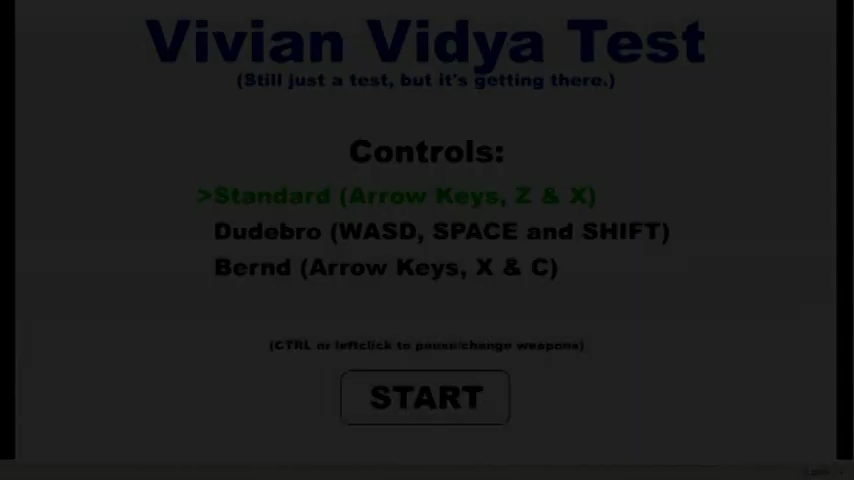 Vivian Vidya Test
(Still just a test, but it's getting there.)
Controls:
>Standard (Arrow Keys, Z & X)
Dudebro (WASD, SPACE and SHIFT)
Bernd (Arrow Keys, X & C)
(CTRL or leftclick to pause/change weapons)
START